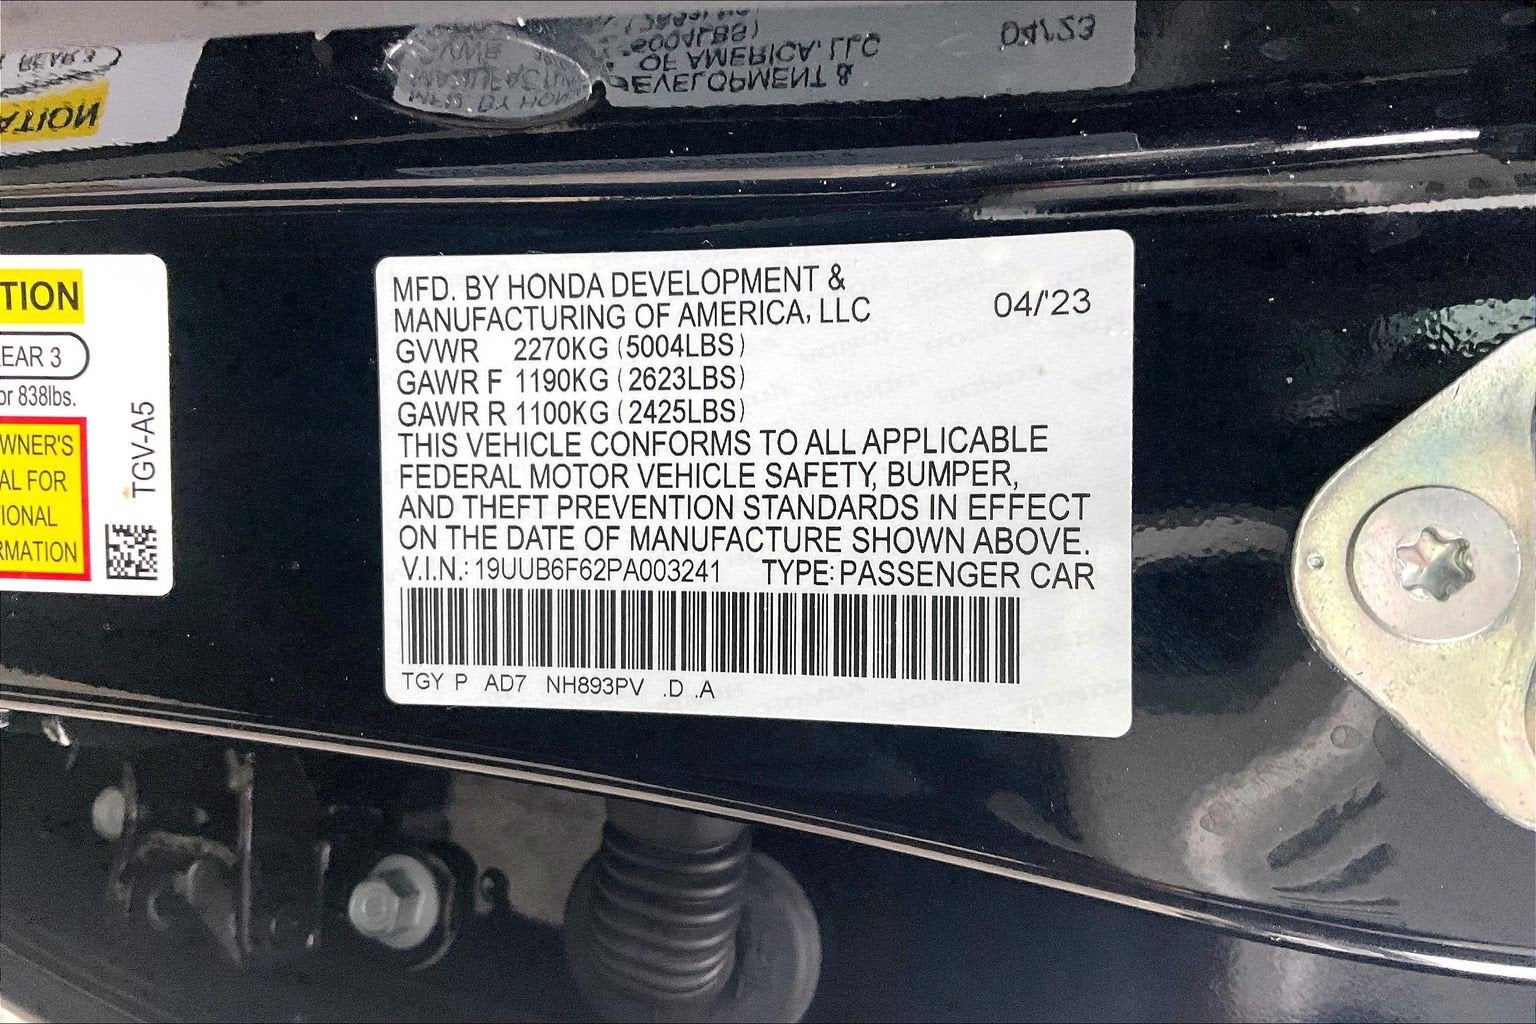 MFD. BY HONDA DEVELOPMENT &
MANUFACTURING OF AMERICA, LLC
04/'23
GVWR 2270KG (5004LBS)
GAWR F 1190KG (2623LBS)
GAWR R 1100KG (2425LBS)
THIS VEHICLE CONFORMS TO ALL APPLICABLE
FEDERAL MOTOR VEHICLE SAFETY, BUMPER,
AND THEFT PREVENTION STANDARDS IN EFFECT
ON THE DATE OF MANUFACTURE SHOWN ABOVE.
V.I.N.: 19UUB6F62PA003241 TYPE: PASSENGER CAR
TGY P AD7 NH893PV .D .A
TION
EAR 3
or 838lbs.
WNER'S
AL FOR
IONAL
RMATION
TGV-A5